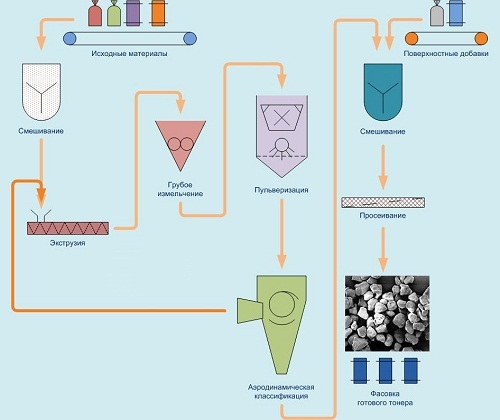 Исходные материалы
Поверхностные добавки
Смешивание
Смешивание
Грубое
измельчение
Пульверизация
Просеивание
Экструзия
Аэродинамическая
классификация
Фасовка
готового тонера